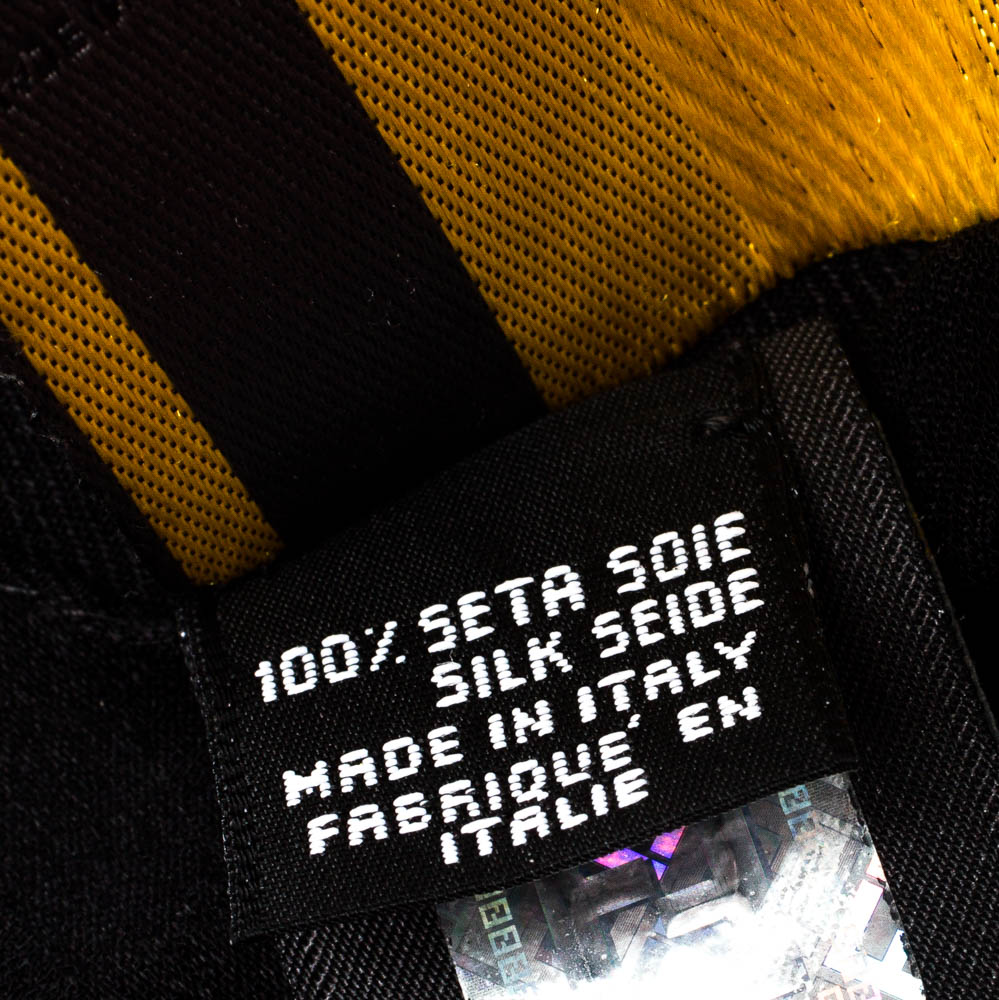 100% SETA SOIE
SILK SEIDE
MADE IN ITALY
FABRIQUÉ EN
ITALIE